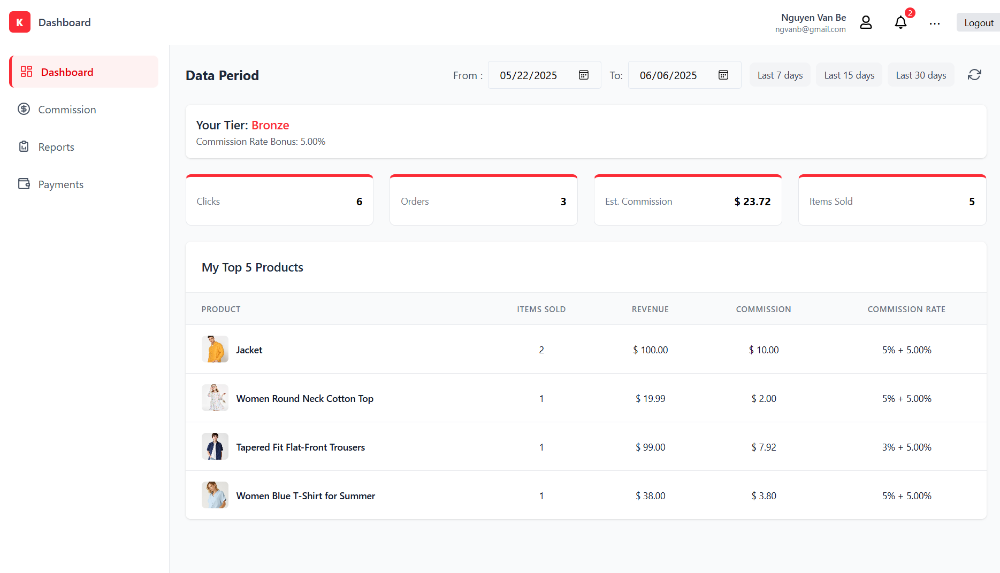 K Dashboard
Nguyen Van Be
ngvanb@gmail.com
2
...
Logout
Dashboard
Commission
Reports
Payments
Data Period
From : 05/22/2025 To: 06/06/2025 Last 7 days Last 15 days Last 30 days
Your Tier: Bronze
Commission Rate Bonus: 5.00%
Clicks 6
Orders 3
Est. Commission $ 23.72
Items Sold 5
My Top 5 Products
PRODUCT ITEMS SOLD REVENUE COMMISSION COMMISSION RATE
Jacket 2 $ 100.00 $ 10.00 5% + 5.00%
Women Round Neck Cotton Top 1 $ 19.99 $ 2.00 5% + 5.00%
Tapered Fit Flat-Front Trousers 1 $ 99.00 $ 7.92 3% + 5.00%
Women Blue T-Shirt for Summer 1 $ 38.00 $ 3.80 5% + 5.00%